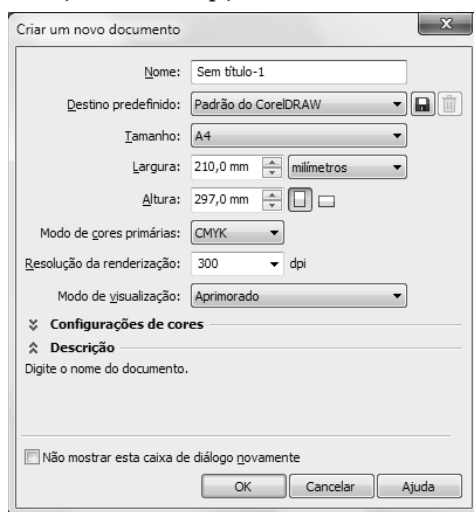 Criar um novo documento
Nome: Sem título-1
Destino predefinido: Padrão do CorelDRAW
Tamanho: A4
Largura: 210,0 mm milímetros
Altura: 297,0 mm
Modo de cores primárias: CMYK
Resolução da renderização: 300 dpi
Modo de visualização: Aprimorado
Configurações de cores
Descrição
Digite o nome do documento.
Não mostrar esta caixa de diálogo novamente
OK Cancelar Ajuda